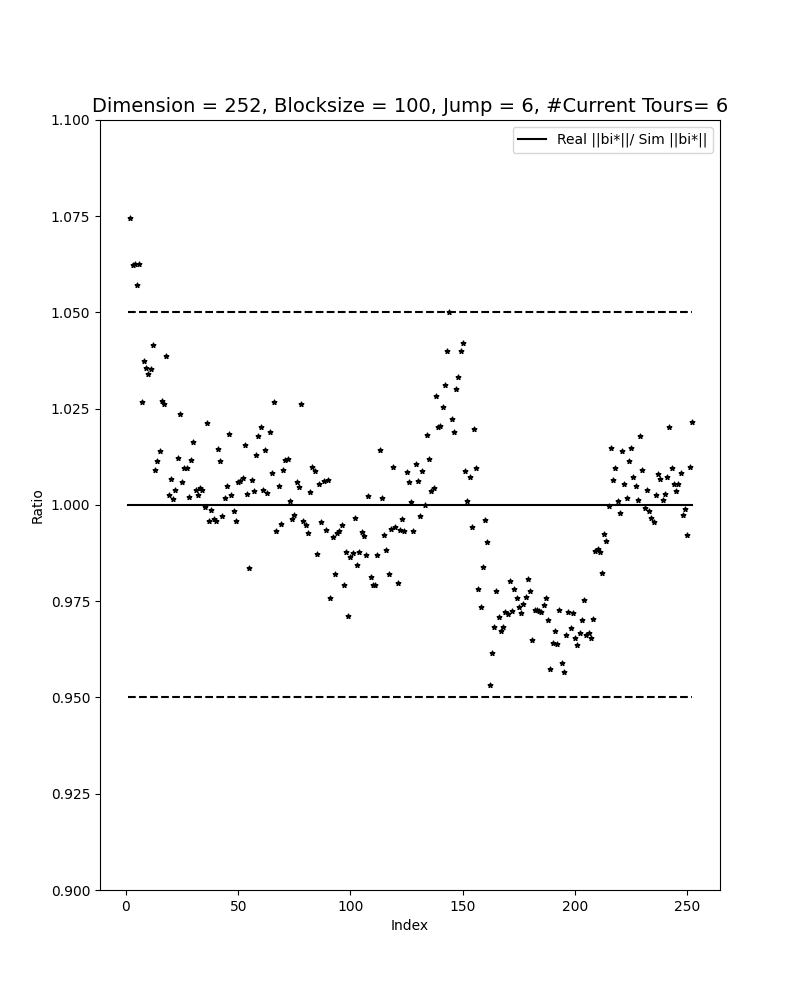 Dimension = 252, Blocksize = 100, Jump = 6, #Current Tours= 6
Real ||bi*||/ Sim ||bi*||
1.100
1.075
1.050
1.025
1.000
0.975
0.950
0.925
0.900
Ratio
0 50 100 150 200 250
Index